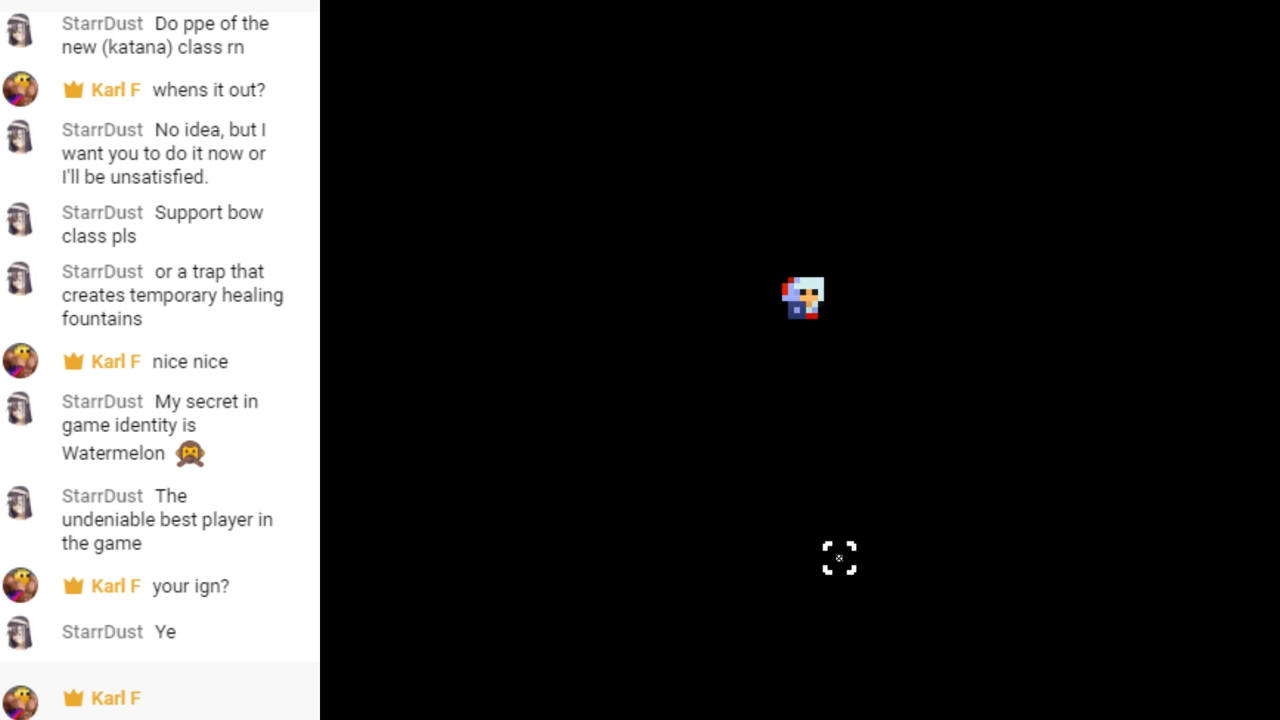 StarrDust Do ppe of the
new (katana) class rn
Karl F whens it out?
StarrDust No idea, but I
want you to do it now or
I'll be unsatisfied.
StarrDust Support bow
class pls
StarrDust or a trap that
creates temporary healing
fountains
Karl F nice nice
StarrDust My secret in
game identity is
Watermelon
StarrDust The
undeniable best player in
the game
Karl F your ign?
StarrDust Ye
Karl F